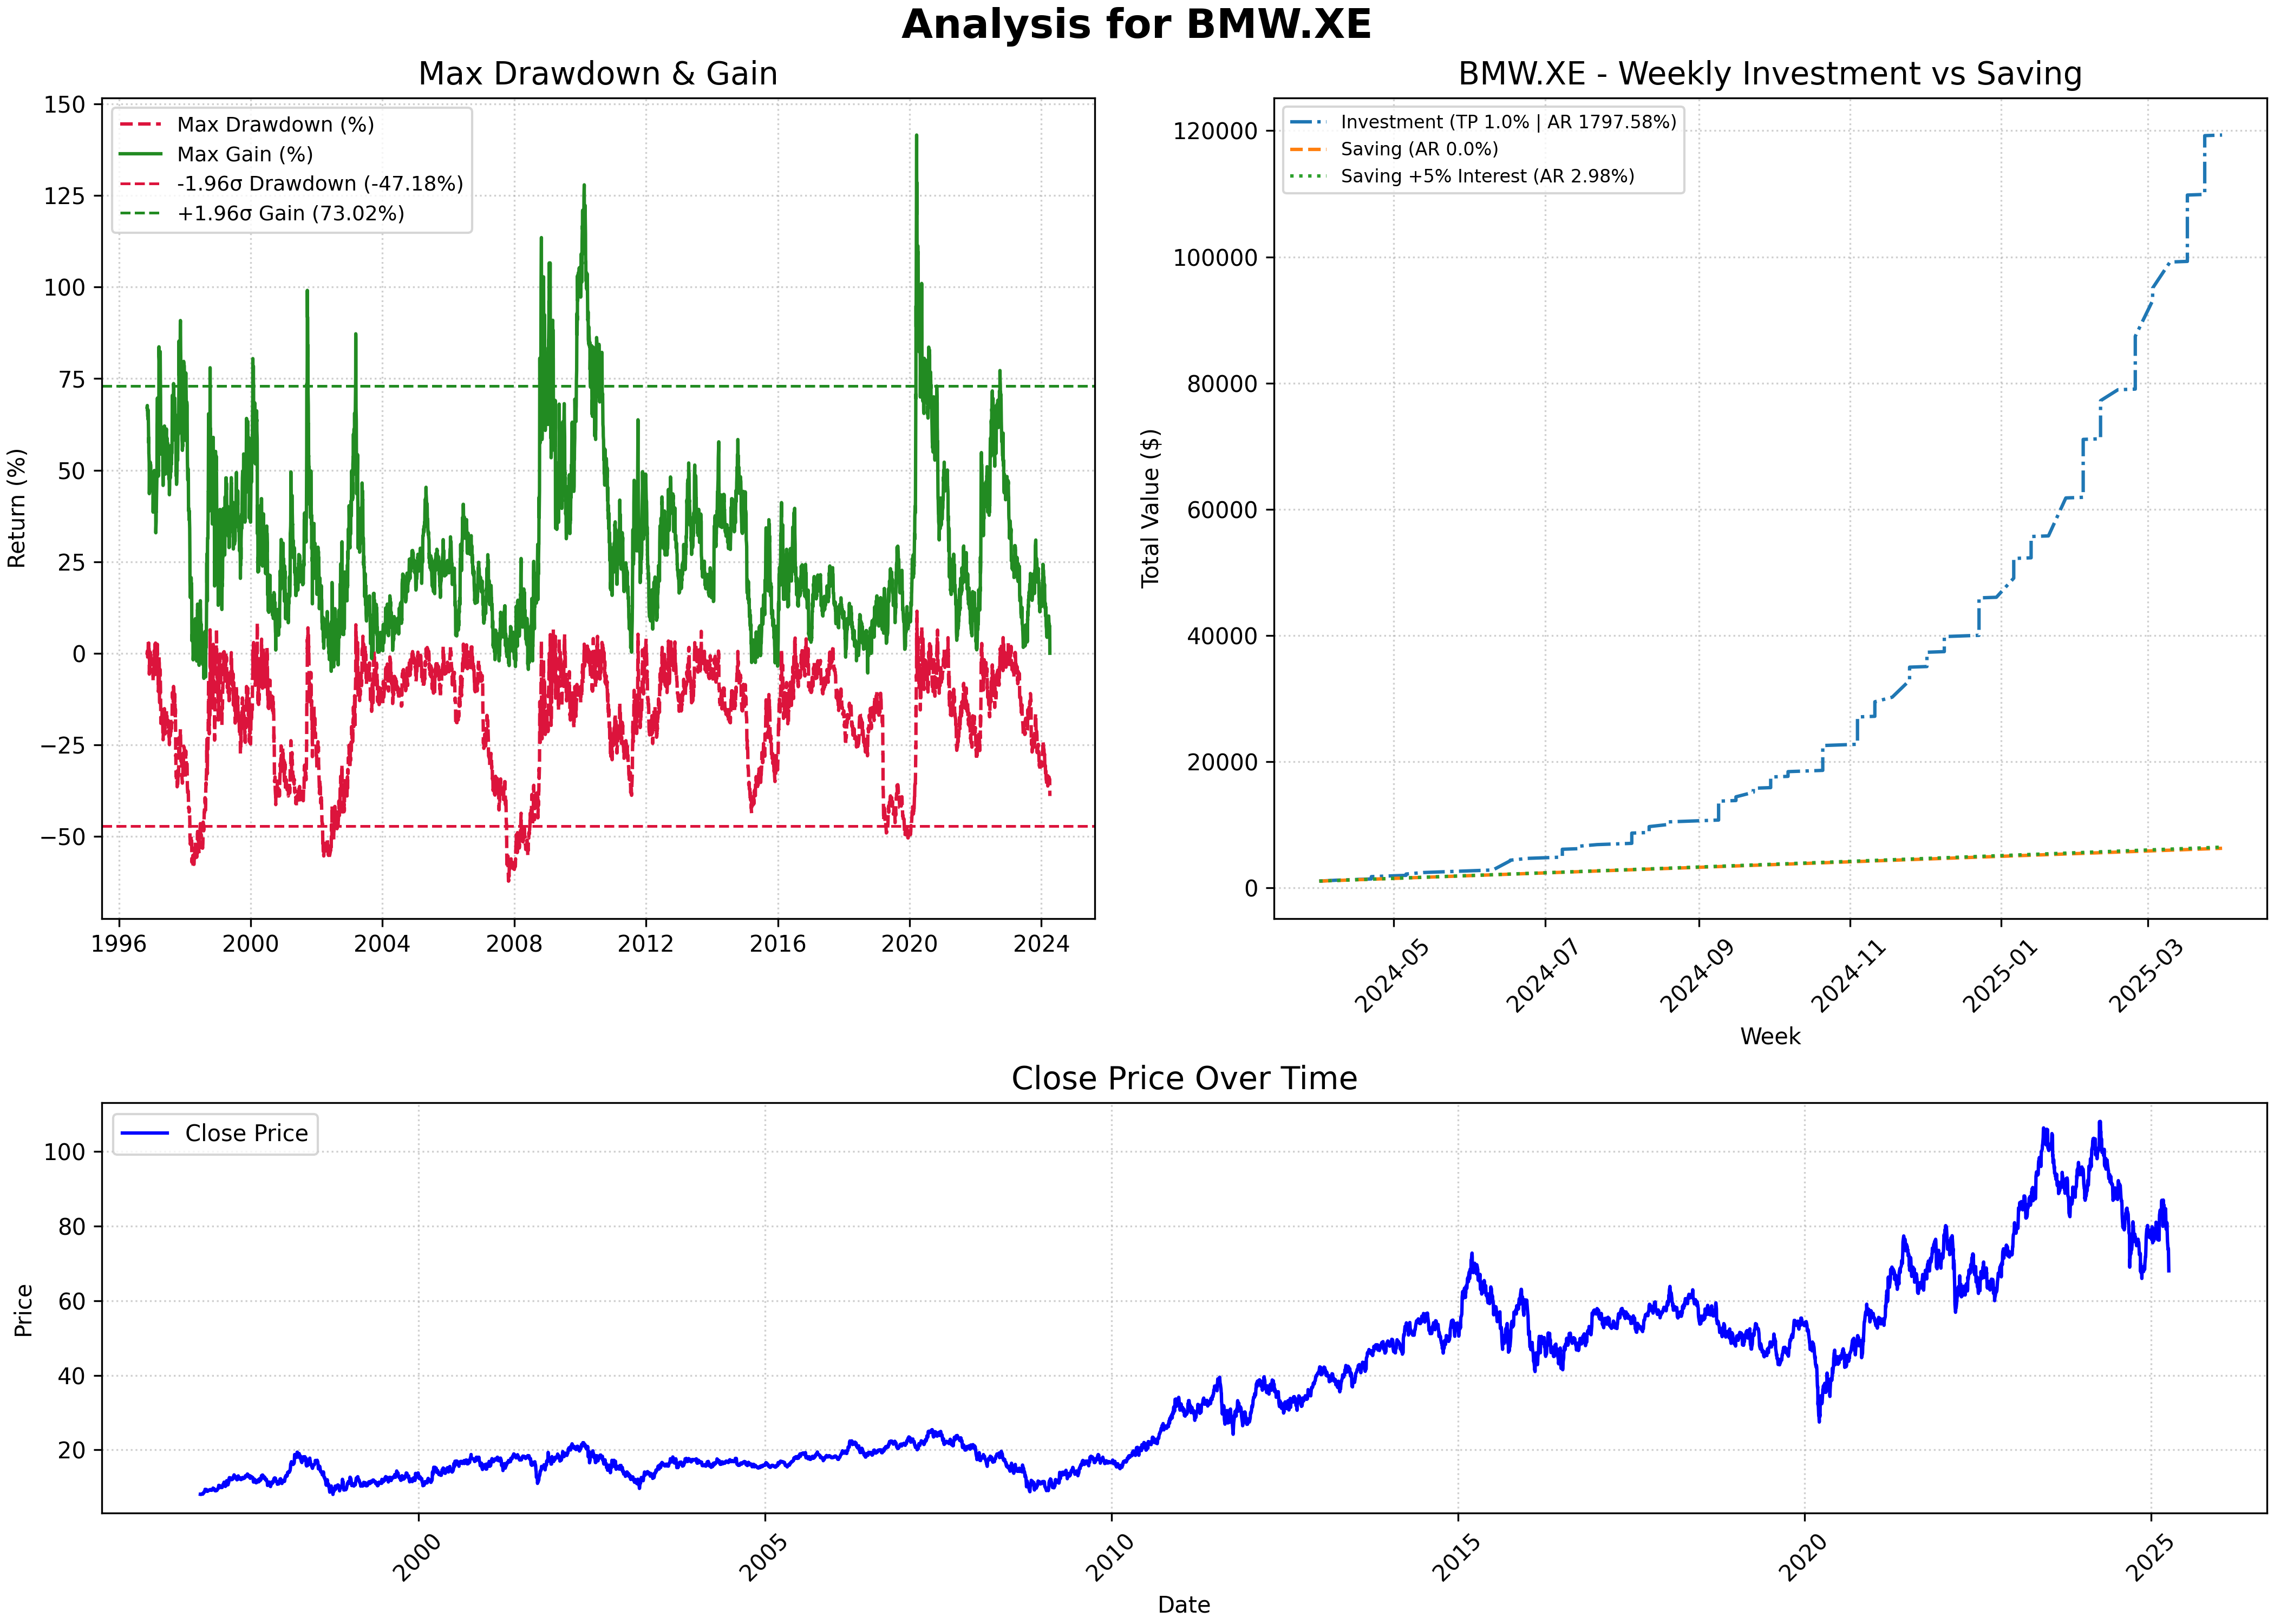 Analysis for BMW.XE
Max Drawdown & Gain
Max Drawdown (%)
Max Gain (%)
-1.96σ Drawdown (-47.18%)
+1.96σ Gain (73.02%)
Return (%)
150
125
100
75
50
25
0
−25
−50
1996
2000
2004
2008
2012
2016
2020
2024
BMW.XE - Weekly Investment vs Saving
Investment (TP 1.0% | AR 1797.58%)
Saving (AR 0.0%)
Saving +5% Interest (AR 2.98%)
Total Value ($)
120000
100000
80000
60000
40000
20000
0
2024-05
2024-07
2024-09
2024-11
2025-01
2025-03
Week
Close Price Over Time
Close Price
Price
100
80
60
40
20
2000
2005
2010
2015
2020
2025
Date